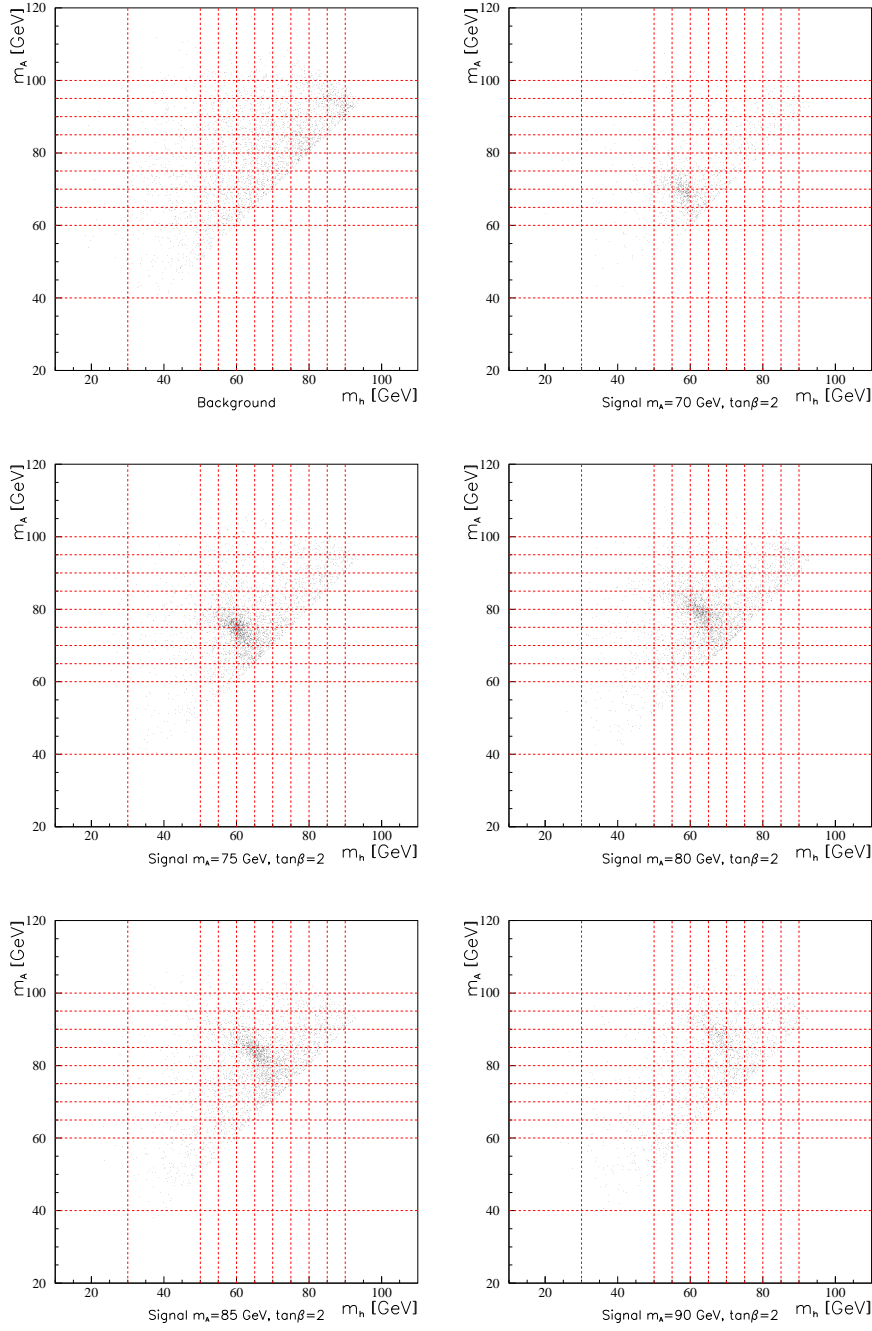 m_A [GeV]
120
100
80
60
40
20
20 40 60 80 100
m_h [GeV]
Background
m_A [GeV]
120
100
80
60
40
20
20 40 60 80 100
m_h [GeV]
Signal m_A=70 GeV, tanβ=2
m_A [GeV]
120
100
80
60
40
20
20 40 60 80 100
m_h [GeV]
Signal m_A=75 GeV, tanβ=2
m_A [GeV]
120
100
80
60
40
20
20 40 60 80 100
m_h [GeV]
Signal m_A=80 GeV, tanβ=2
m_A [GeV]
120
100
80
60
40
20
20 40 60 80 100
m_h [GeV]
Signal m_A=85 GeV, tanβ=2
m_A [GeV]
120
100
80
60
40
20
20 40 60 80 100
m_h [GeV]
Signal m_A=90 GeV, tanβ=2